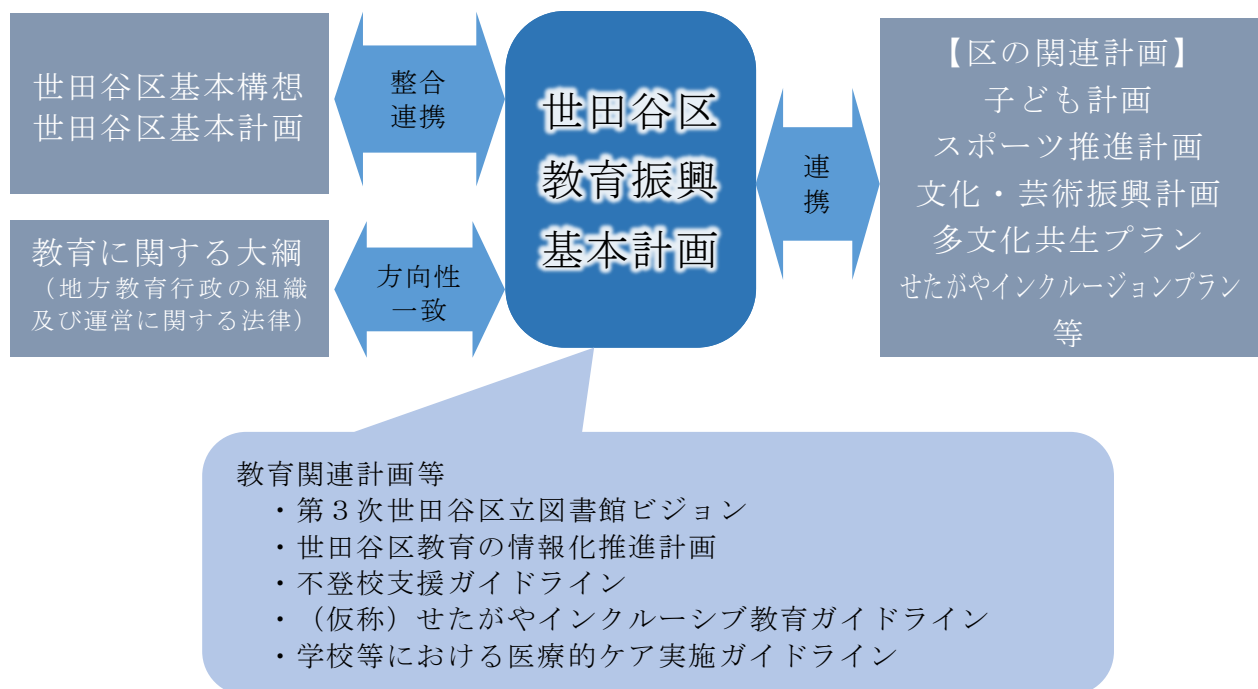 世田谷区基本構想
世田谷区基本計画
整合
連携
教育に関する大綱
（地方教育行政の組織
及び運営に関する法律）
方向性
一致
世田谷区
教育振興
基本計画
連
携
【区の関連計画】
子ども計画
スポーツ推進計画
文化・芸術振興計画
多文化共生プラン
せたがやインクルージョンプラン
等
教育関連計画等
・第３次世田谷区立図書館ビジョン
・世田谷区教育の情報化推進計画
・不登校支援ガイドライン
・（仮称）せたがやインクルーシブ教育ガイドライン
・学校等における医療的ケア実施ガイドライン